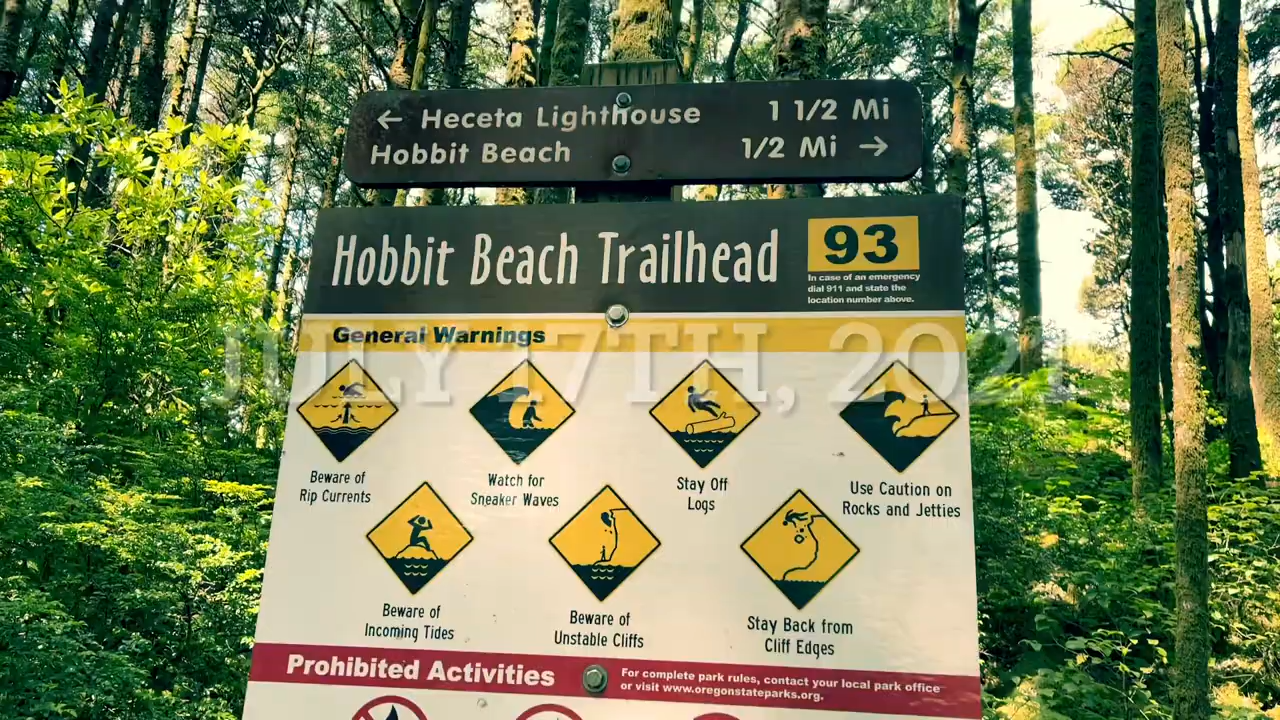 ← Heceta Lighthouse 1 1/2 Mi
Hobbit Beach 1/2 Mi →
Hobbit Beach Trailhead
93
In case of an emergency
dial 911 and state the
location number above.
General Warnings
JULY 17TH, 2021
Beware of
Rip Currents
Watch for
Sneaker Waves
Stay Off
Logs
Use Caution on
Rocks and Jetties
Beware of
Incoming Tides
Beware of
Unstable Cliffs
Stay Back from
Cliff Edges
Prohibited Activities
For complete park rules, contact your local park office
or visit www.oregonstateparks.org.